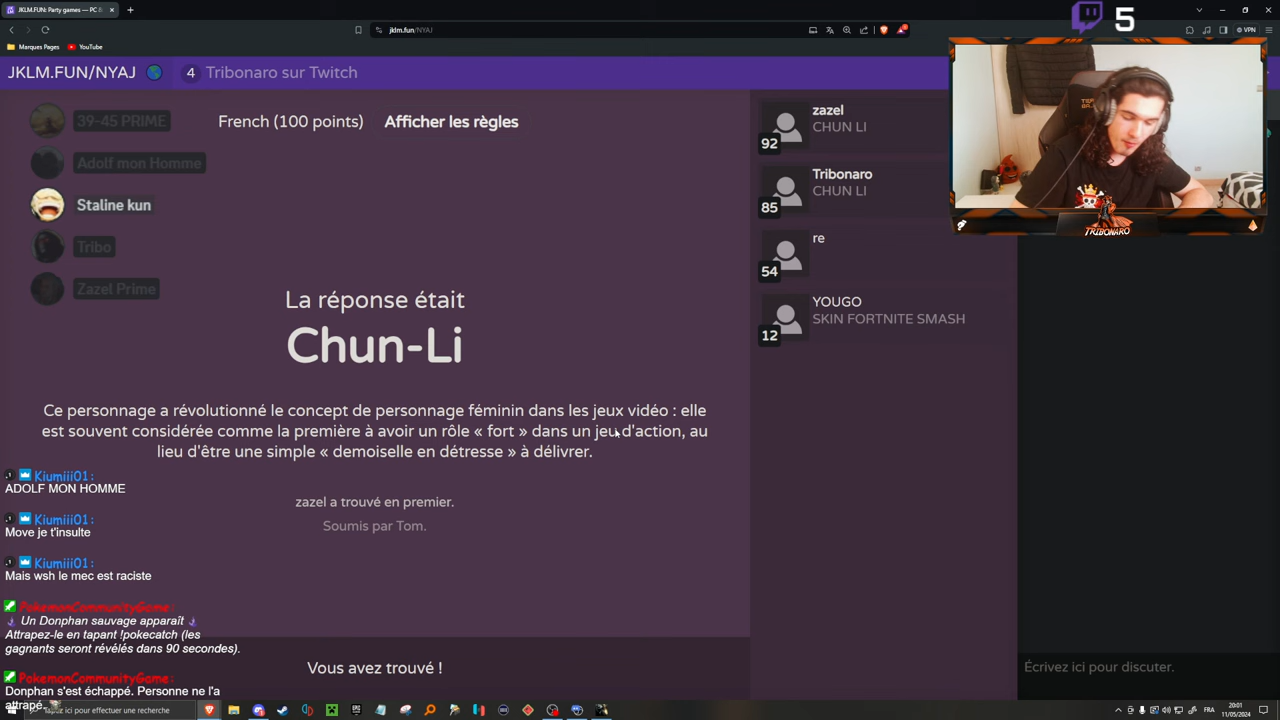 JKLM.FUN: Party games — PC &
jklm.fun/NYAJ
VPN
Marques Pages
YouTube
5
JKLM.FUN/NYAJ
4 Tribonaro sur Twitch
39-45 PRIME
Adolf mon Homme
Staline kun
Tribo
Zazel Prime
French (100 points)
Afficher les règles
La réponse était
Chun-Li
Ce personnage a révolutionné le concept de personnage féminin dans les jeux vidéo : elle
est souvent considérée comme la première à avoir un rôle « fort » dans un jeu d'action, au
lieu d'être une simple « demoiselle en détresse » à délivrer.
zazel a trouvé en premier.
Soumis par Tom.
Vous avez trouvé !
zazel
CHUN LI
92
Tribonaro
CHUN LI
85
re
54
YOUGO
SKIN FORTNITE SMASH
12
TRIBONARO
Kiumiii01:
ADOLF MON HOMME
Kiumiii01:
Move je t'insulte
Kiumiii01:
Mais wsh le mec est raciste
PokemonCommunityGame:
Un Donphan sauvage apparaît
Attrapez-le en tapant !pokecatch (les
gagnants seront révélés dans 90 secondes).
PokemonCommunityGame:
Donphan s'est échappé. Personne ne l'a
attrapé.
Écrivez ici pour discuter.
Tapez ici pour effectuer une recherche
FRA
20:01
11/05/2024